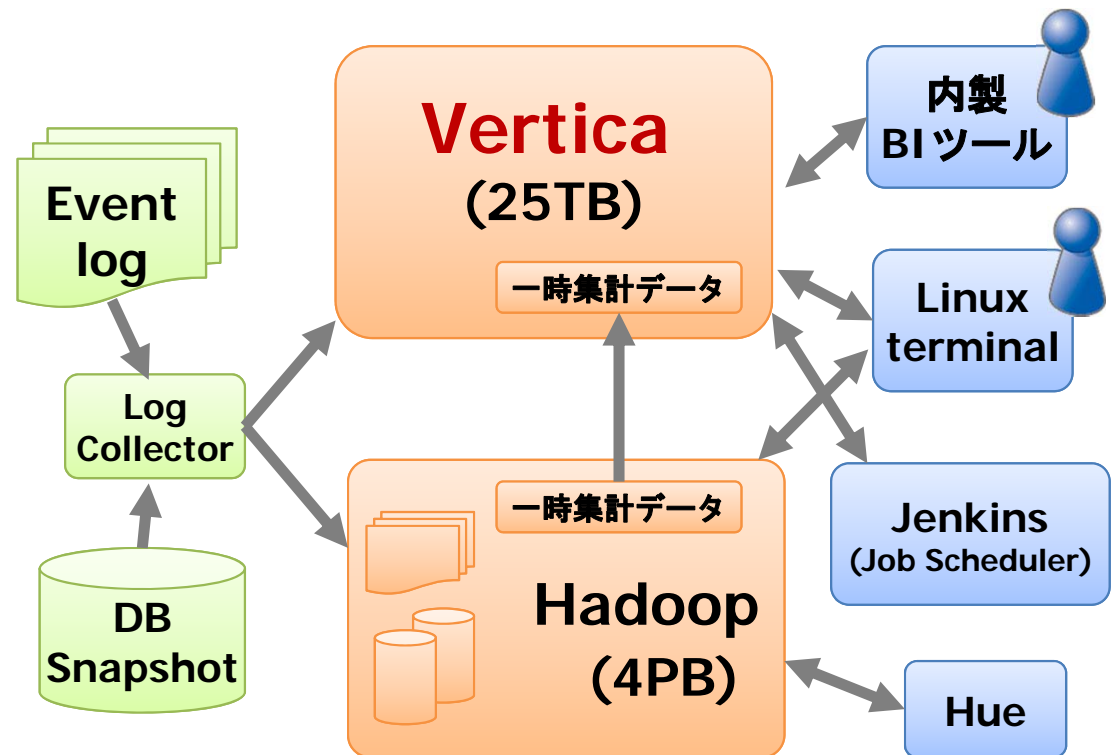 Event
log
Log
Collector
DB
Snapshot
Vertica
(25TB)
一時集計データ
一時集計データ
Hadoop
(4PB)
内製
BIツール
Linux
terminal
Jenkins
(Job Scheduler)
Hue